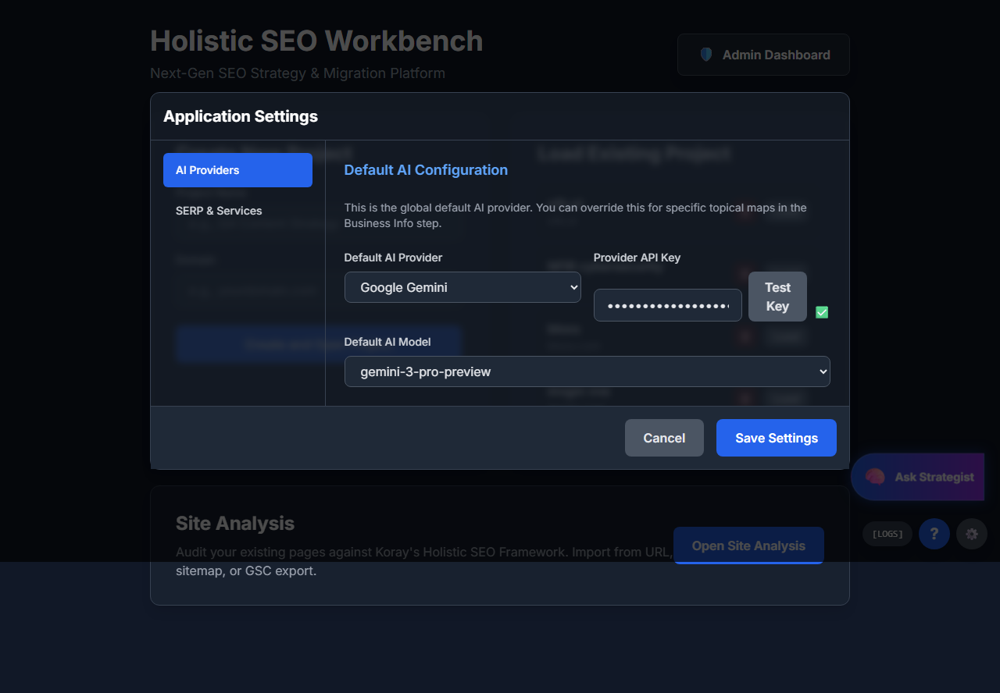 Holistic SEO Workbench
Next-Gen SEO Strategy & Migration Platform
Admin Dashboard
Application Settings
Load Existing Project
AI Providers
SERP & Services
Default AI Configuration
This is the global default AI provider. You can override this for specific topical maps in the
Business Info step.
Default AI Provider
Provider API Key
Google Gemini
Test
Key
Default AI Model
gemini-3-pro-preview
Cancel
Save Settings
Ask Strategist
Site Analysis
Audit your existing pages against Koray's Holistic SEO Framework. Import from URL,
sitemap, or GSC export.
Open Site Analysis
[LOGS]
?